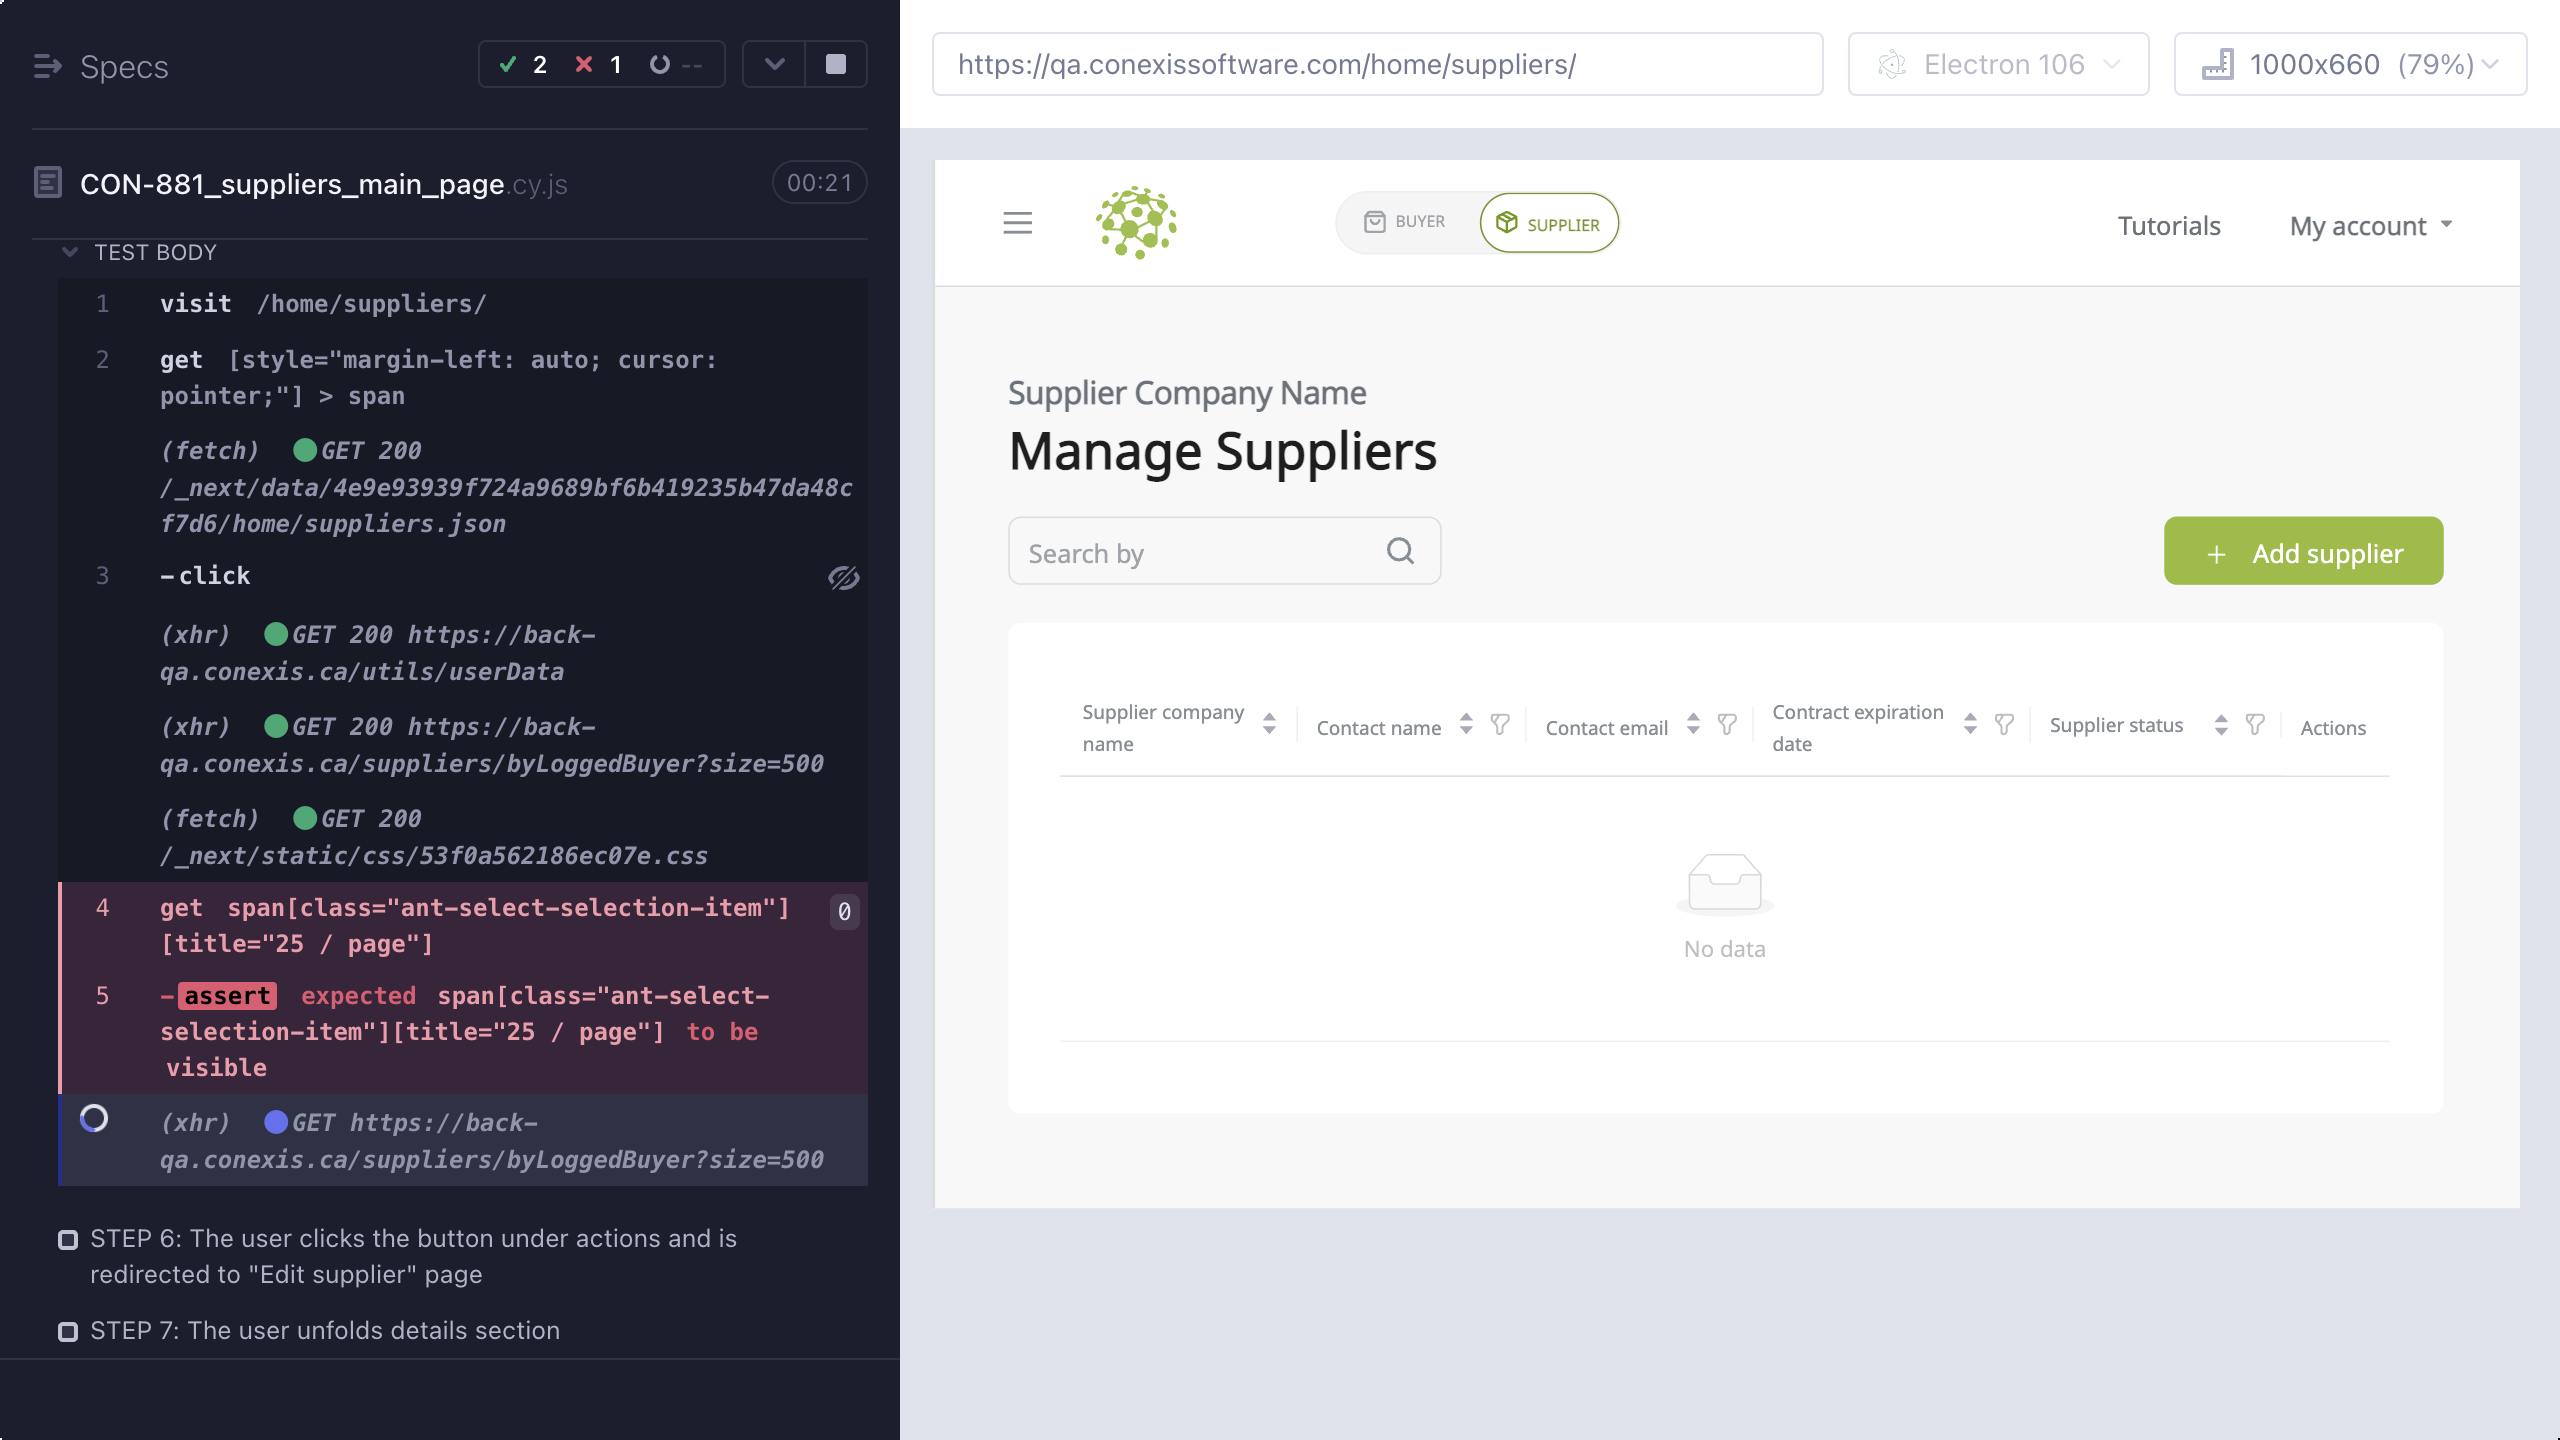 Specs
2
1
--
CON-881_suppliers_main_page.cy.js
00:21
TEST BODY
1 visit /home/suppliers/
2 get [style="margin-left: auto; cursor:
pointer;"] > span
(fetch) GET 200
/_next/data/4e9e93939f724a9689bf6b419235b47da48c
f7d6/home/suppliers.json
3 -click
(xhr) GET 200 https://back-
qa.conexis.ca/utils/userData
(xhr) GET 200 https://back-
qa.conexis.ca/suppliers/byLoggedBuyer?size=500
(fetch) GET 200
/_next/static/css/53f0a562186ec07e.css
4 get span[class="ant-select-selection-item"] 0
[title="25 / page"]
5 -assert expected span[class="ant-select-
selection-item"][title="25 / page"] to be
visible
(xhr) GET https://back-
qa.conexis.ca/suppliers/byLoggedBuyer?size=500
STEP 6: The user clicks the button under actions and is
redirected to "Edit supplier" page
STEP 7: The user unfolds details section
https://qa.conexissoftware.com/home/suppliers/
Electron 106
1000x660 (79%)
BUYER
SUPPLIER
Tutorials
My account
Supplier Company Name
Manage Suppliers
Search by
+ Add supplier
Supplier company
name
Contact name
Contact email
Contract expiration
date
Supplier status
Actions
No data